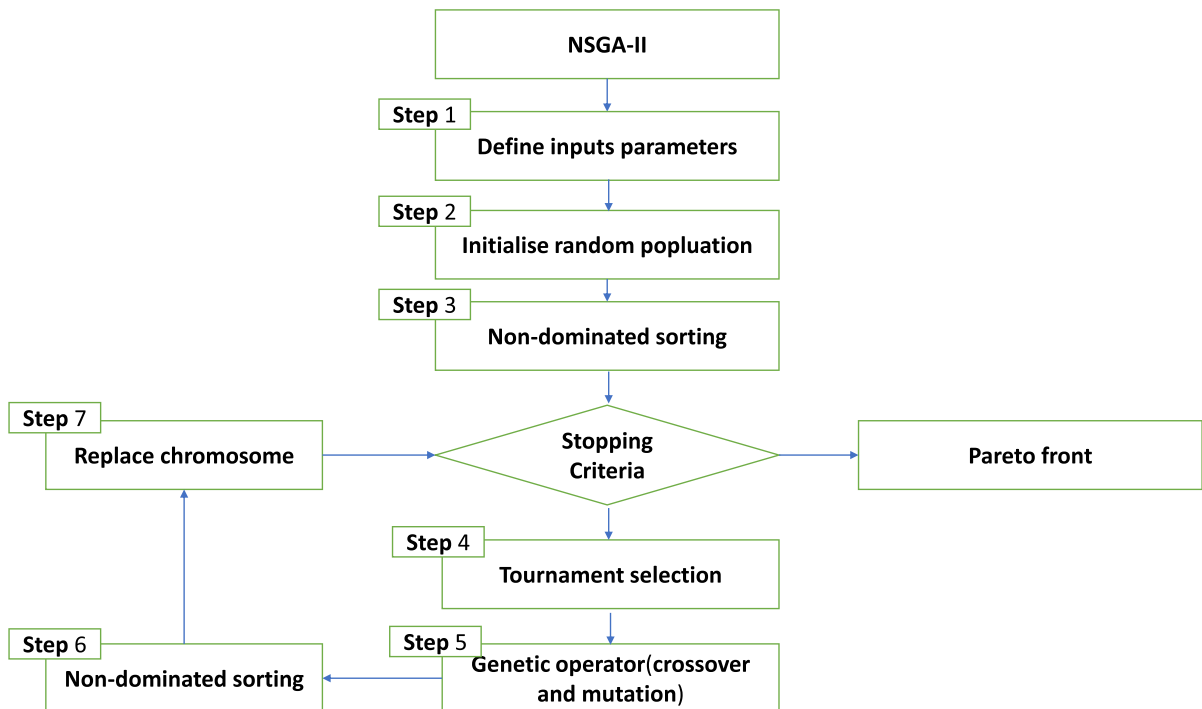 NSGA-II
Step 1
Define inputs parameters
Step 2
Initialise random popluation
Step 3
Non-dominated sorting
Step 7
Replace chromosome
Stopping
Criteria
Pareto front
Step 4
Tournament selection
Step 5
Genetic operator(crossover
and mutation)
Step 6
Non-dominated sorting